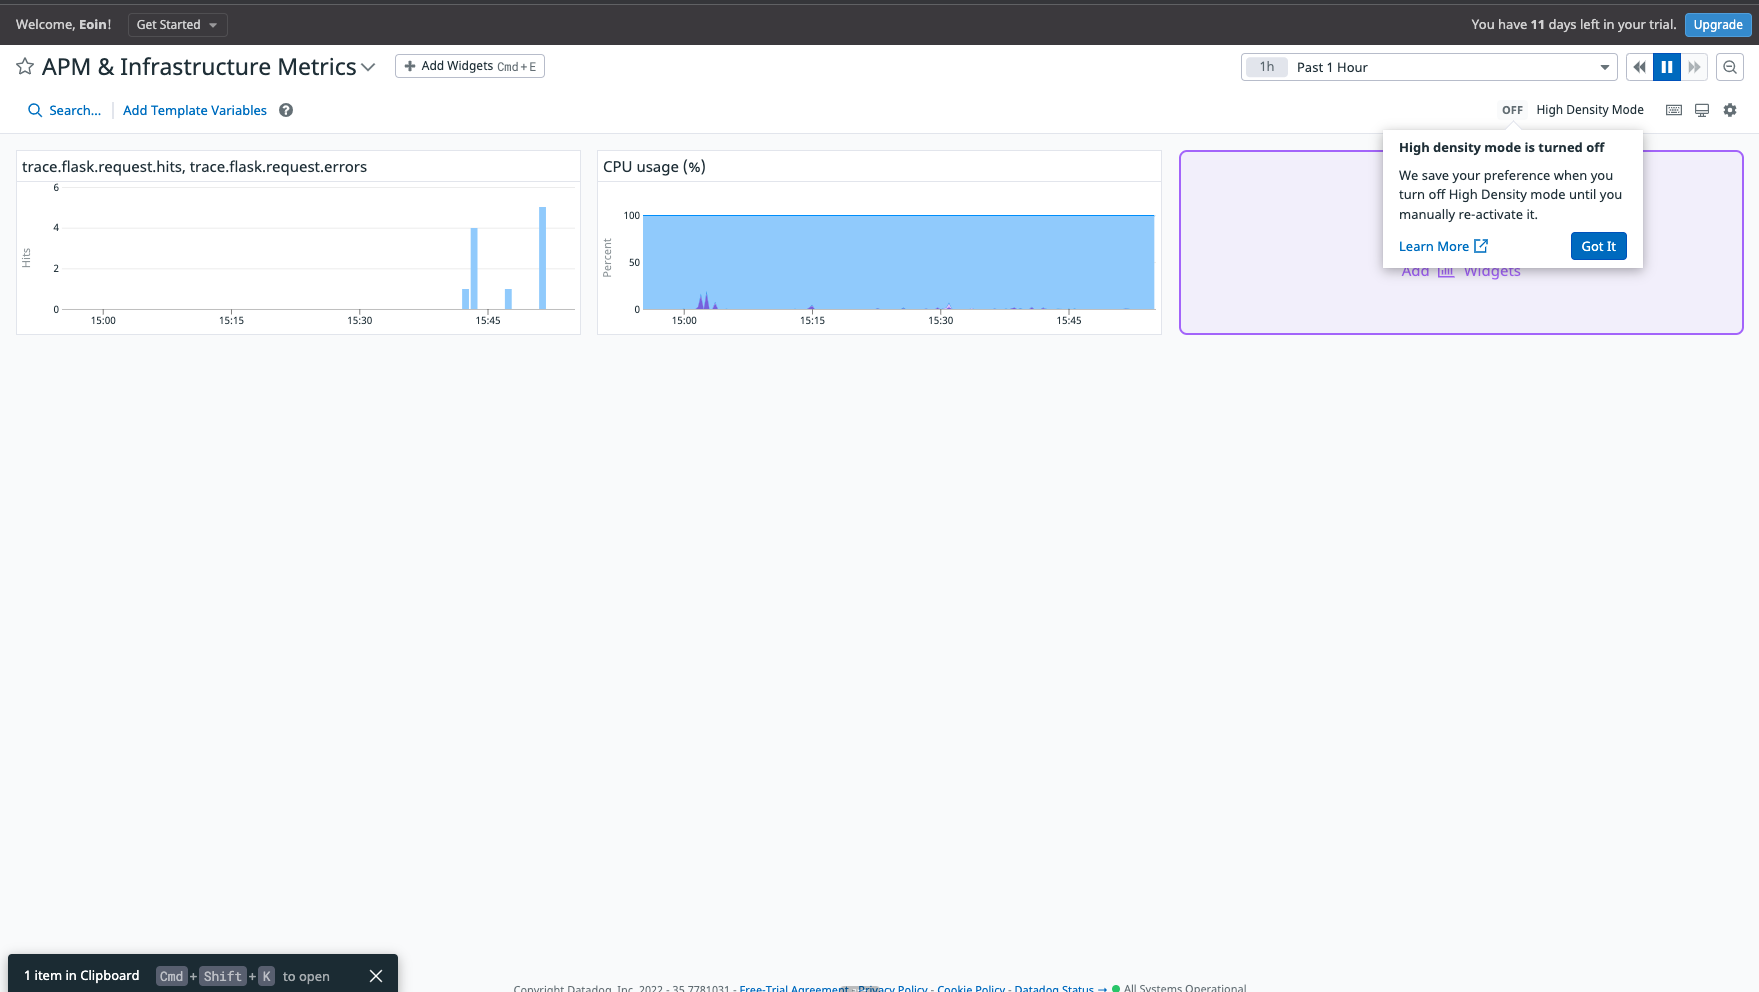 Welcome, Eoin!
Get Started
You have 11 days left in your trial.
Upgrade
APM & Infrastructure Metrics
Add Widgets Cmd+E
1h Past 1 Hour
Search...
Add Template Variables
OFF High Density Mode
High density mode is turned off
We save your preference when you
turn off High Density mode until you
manually re-activate it.
Learn More
Got It
Add Widgets
trace.flask.request.hits, trace.flask.request.errors
6
4
2
0
Hits
15:00 15:15 15:30 15:45
CPU usage (%)
100
50
0
Percent
15:00 15:15 15:30 15:45
1 item in Clipboard Cmd + Shift + K to open
Copyright Datadog, Inc. 2022 - 35.7781031 - Free-Trial Agreement - Privacy Policy - Cookie Policy - Datadog Status → All Systems Operational